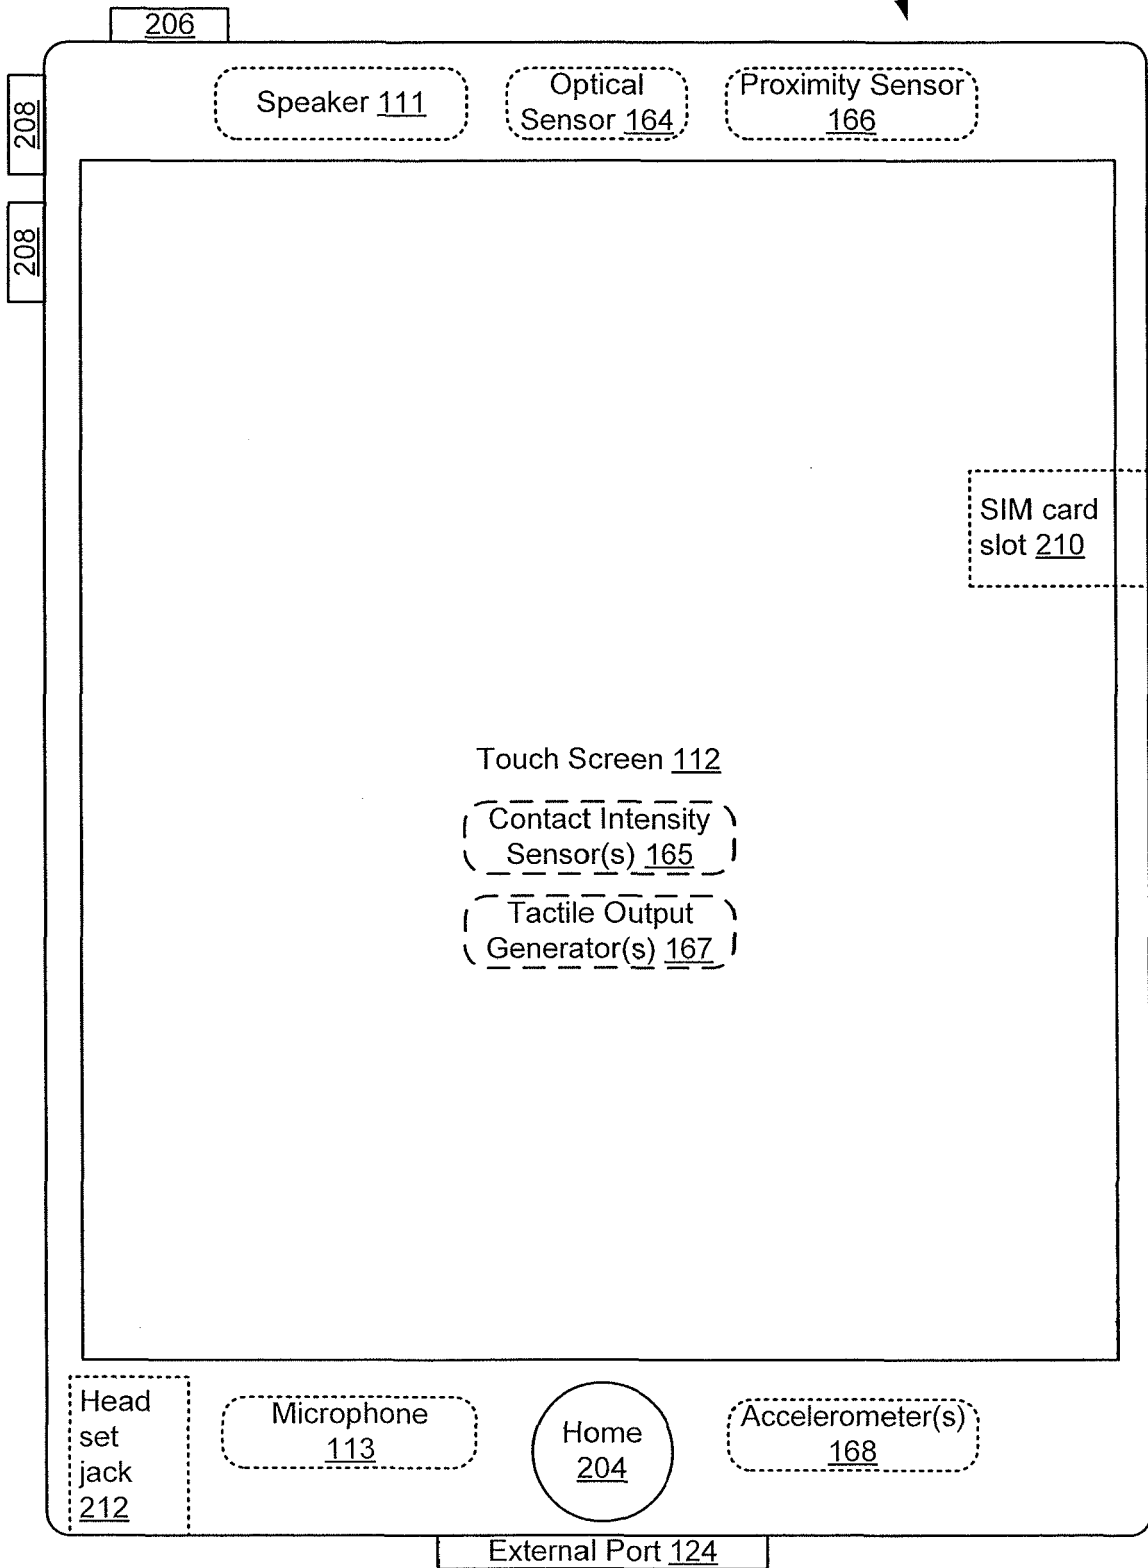 206
208
208
Speaker 111
Optical
Sensor 164
Proximity Sensor
166
SIM card
slot 210
Touch Screen 112
Contact Intensity
Sensor(s) 165
Tactile Output
Generator(s) 167
Head
set
jack
212
Microphone
113
Home
204
Accelerometer(s)
168
External Port 124